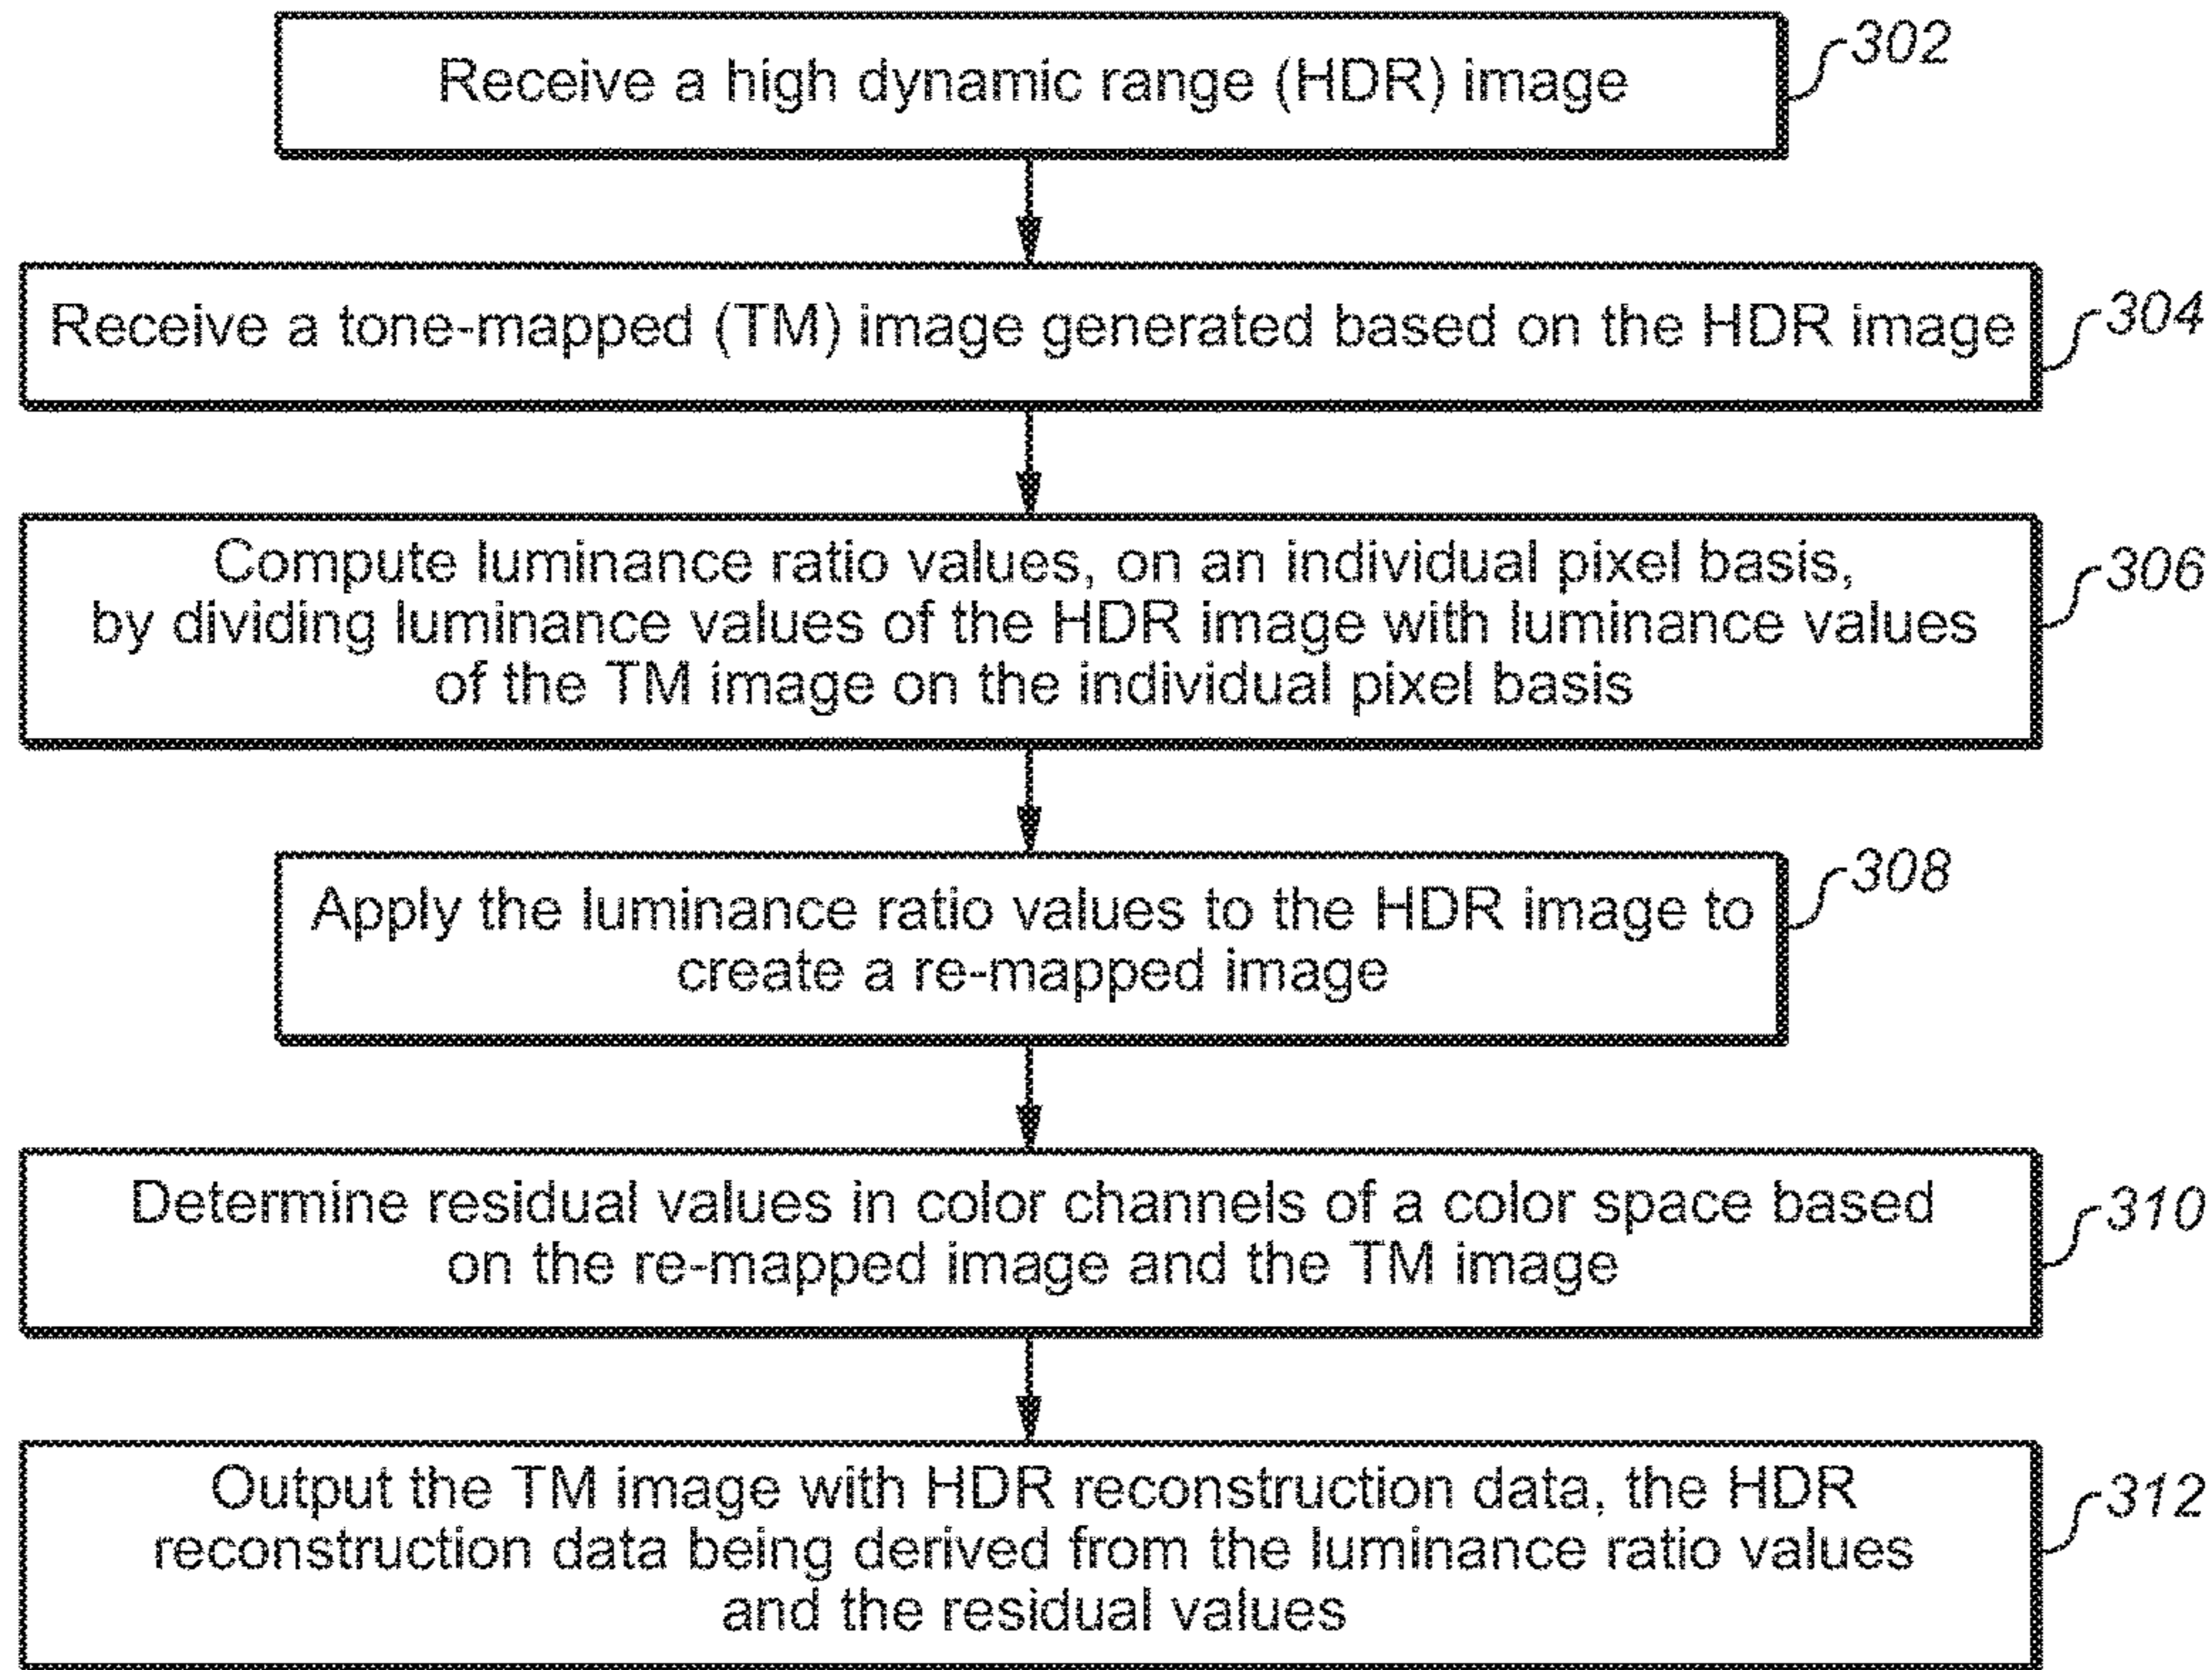 Receive a high dynamic range (HDR) image
302
Receive a tone-mapped (TM) image generated based on the HDR image
304
Compute luminance ratio values, on an individual pixel basis,
by dividing luminance values of the HDR image with luminance values
of the TM image on the individual pixel basis
306
Apply the luminance ratio values to the HDR image to
create a re-mapped image
308
Determine residual values in color channels of a color space based
on the re-mapped image and the TM image
310
Output the TM image with HDR reconstruction data, the HDR
reconstruction data being derived from the luminance ratio values
and the residual values
312